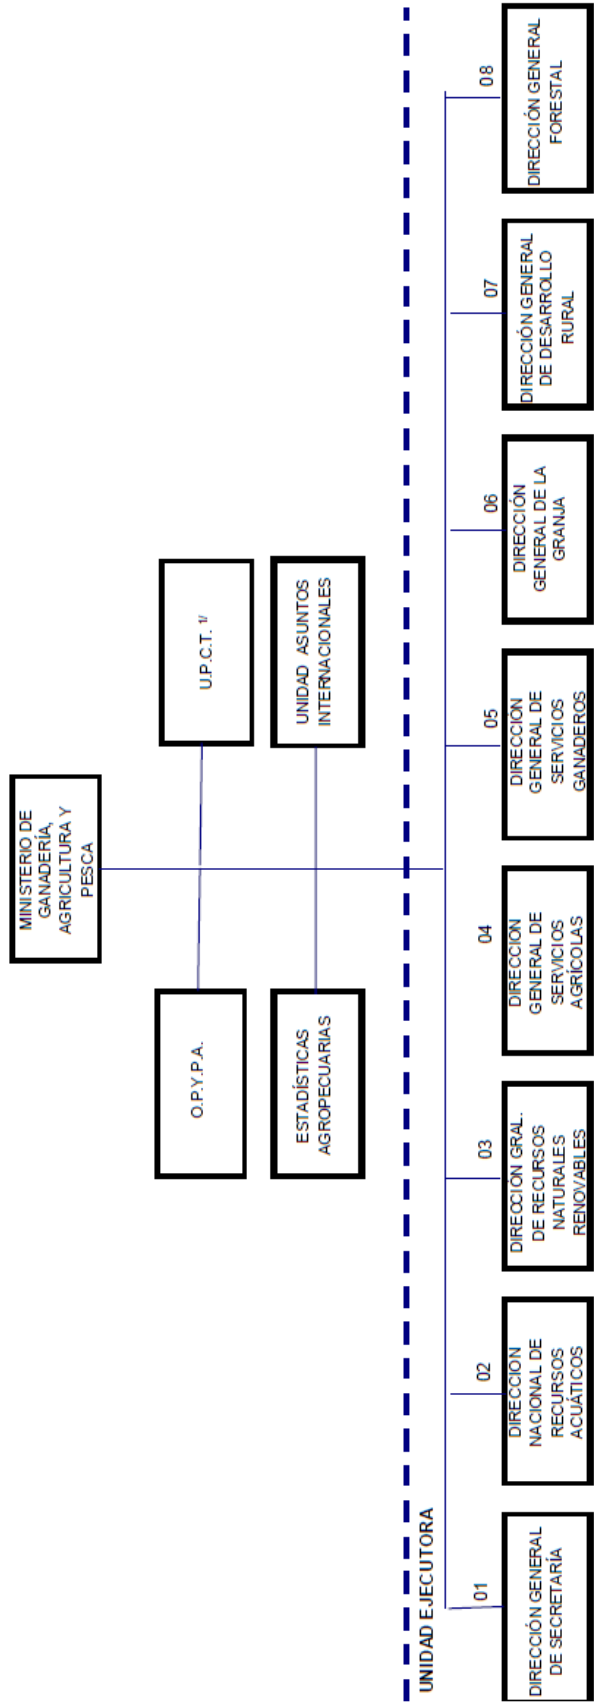 MINISTERIO DE
GANADERÍA,
AGRICULTURA Y
PESCA
O.P.Y.P.A.
U.P.C.T. 1/
ESTADÍSTICAS
AGROPECUARIAS
UNIDAD ASUNTOS
INTERNACIONALES
UNIDAD EJECUTORA
01
DIRECCIÓN GENERAL
DE SECRETARÍA
02
DIRECCION
NACIONAL DE
RECURSOS
ACUÁTICOS
03
DIRECCIÓN GRAL.
DE RECURSOS
NATURALES
RENOVABLES
04
DIRECCION
GENERAL DE
SERVICIOS
AGRÍCOLAS
05
DIRECCIÓN
GENERAL DE
SERVICIOS
GANADEROS
06
DIRECCIÓN
GENERAL DE LA
GRANJA
07
DIRECCIÓN GENERAL
DE DESARROLLO
RURAL
08
DIRECCIÓN GENERAL
FORESTAL